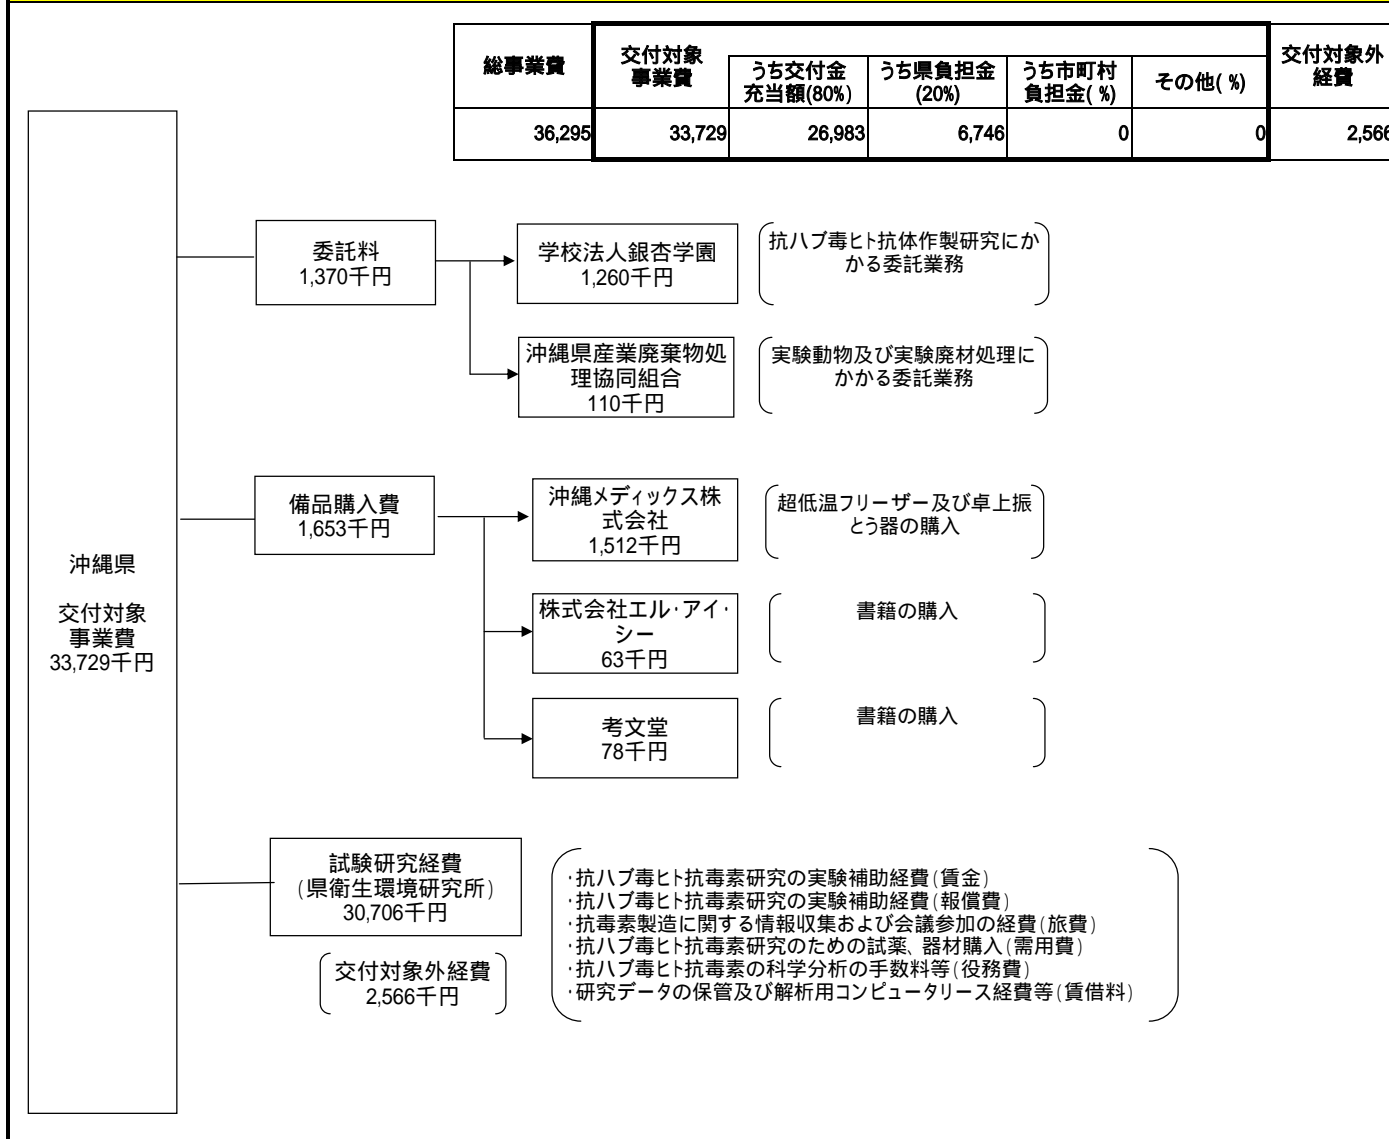 総事業費
交付対象
事業費
うち交付金
充当額(80%)
うち県負担金
(20%)
うち市町村
負担金( %)
その他( %)
交付対象外
経費
36,295
33,729
26,983
6,746
0
0
2,566
沖縄県
交付対象
事業費
33,729千円
委託料
1,370千円
学校法人銀杏学園
1,260千円
抗ハブ毒ヒト抗体作製研究にか
かる委託業務
沖縄県産業廃棄物処
理協同組合
110千円
実験動物及び実験廃材処理に
かかる委託業務
備品購入費
1,653千円
沖縄メディックス株
式会社
1,512千円
超低温フリーザー及び卓上振
とう器の購入
株式会社エル・アイ・
シー
63千円
書籍の購入
考文堂
78千円
書籍の購入
試験研究経費
(県衛生環境研究所)
30,706千円
交付対象外経費
2,566千円
・抗ハブ毒ヒト抗毒素研究の実験補助経費(賃金)
・抗ハブ毒ヒト抗毒素研究の実験補助経費(報償費)
・抗毒素製造に関する情報収集および会議参加の経費(旅費)
・抗ハブ毒ヒト抗毒素研究のための試薬、器材購入(需用費)
・抗ハブ毒ヒト抗毒素の科学分析の手数料等(役務費)
・研究データの保管及び解析用コンピュータリース経費等(賃借料)